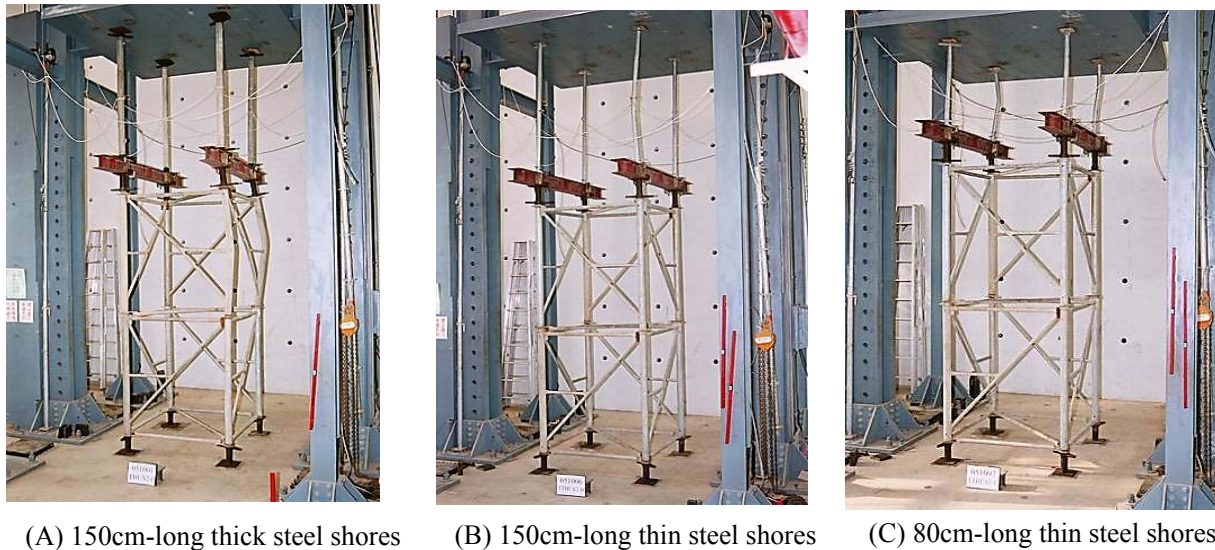 (A) 150cm-long thick steel shores
(B) 150cm-long thin steel shores
(C) 80cm-long thin steel shores